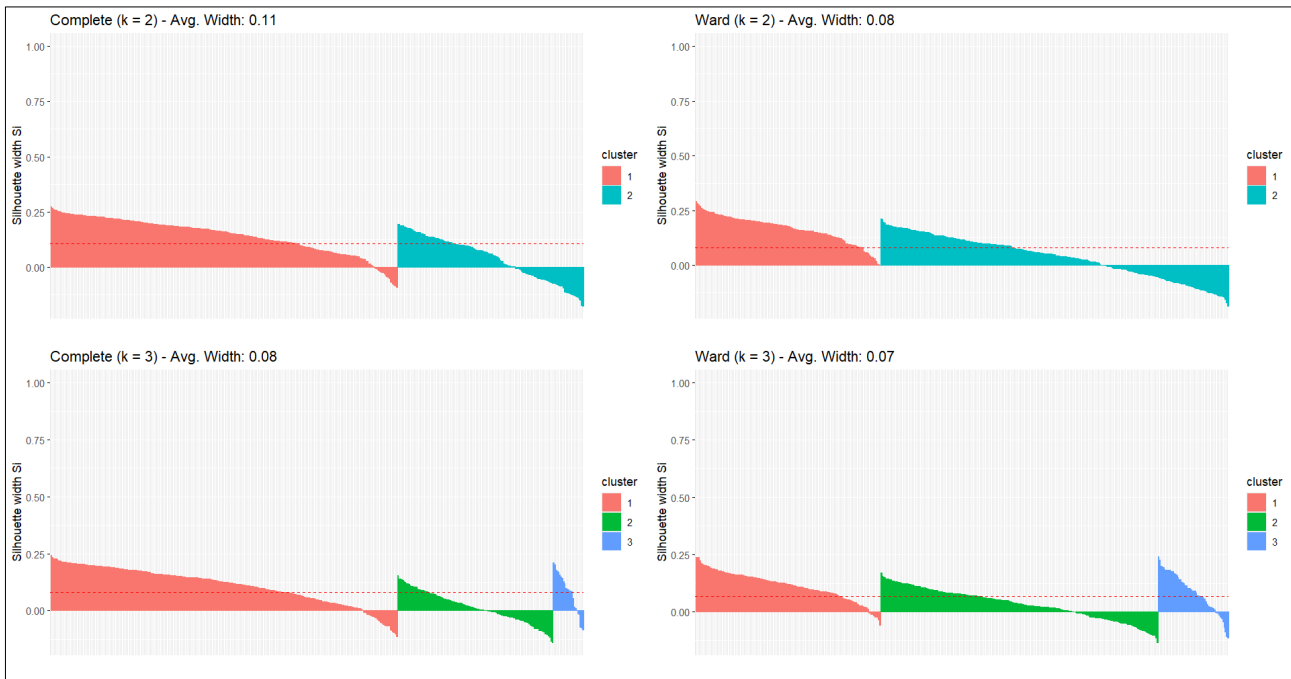 Complete (k = 2) - Avg. Width: 0.11
1.00
0.75
0.50
0.25
0.00
Silhouette width Si
cluster
1
2
Ward (k = 2) - Avg. Width: 0.08
1.00
0.75
0.50
0.25
0.00
Silhouette width Si
cluster
1
2
Complete (k = 3) - Avg. Width: 0.08
1.00
0.75
0.50
0.25
0.00
Silhouette width Si
cluster
1
2
3
Ward (k = 3) - Avg. Width: 0.07
1.00
0.75
0.50
0.25
0.00
Silhouette width Si
cluster
1
2
3